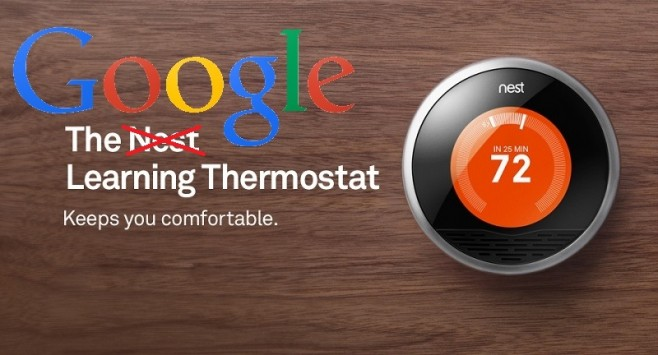 Google
The Nest
Learning Thermostat
Keeps you comfortable.
nest
IN 25 MIN
72